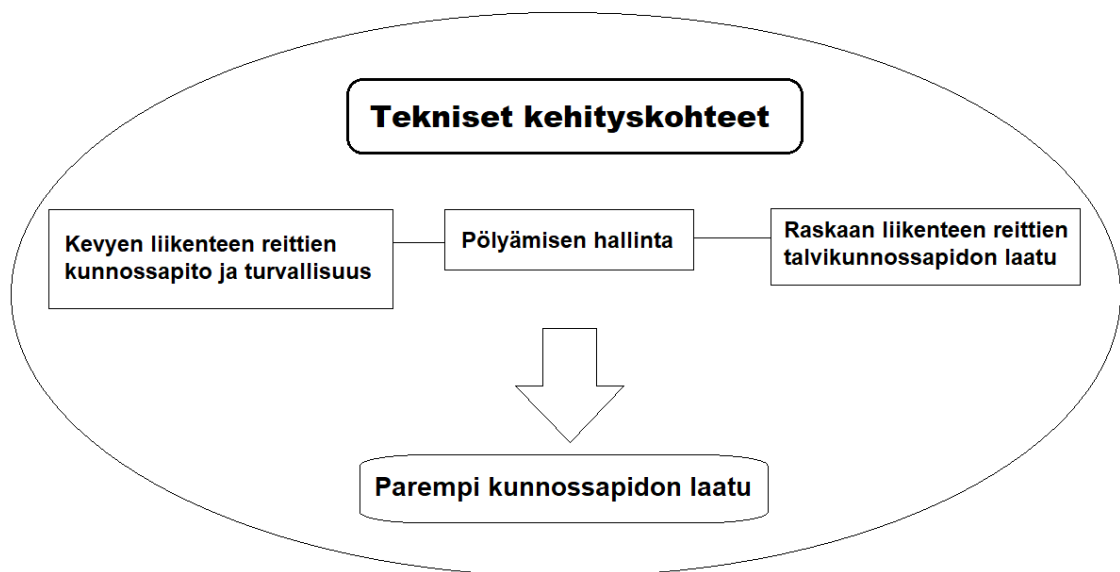 Tekniset kehityskohteet
Kevyen liikenteen reittien
kunnossapito ja turvallisuus
Pölyämisen hallinta
Raskaan liikenteen reittien
talvikunnossapidon laatu
Parempi kunnossapidon laatu